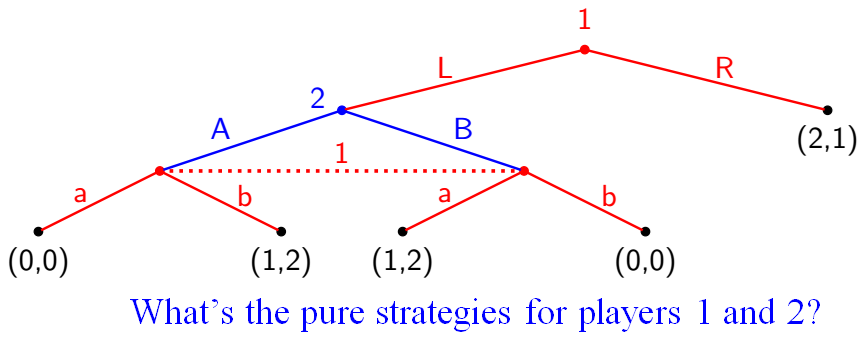 1
L R
2
A B
(2,1)
1
a b a b
(0,0) (1,2) (1,2) (0,0)
What's the pure strategies for players 1 and 2?